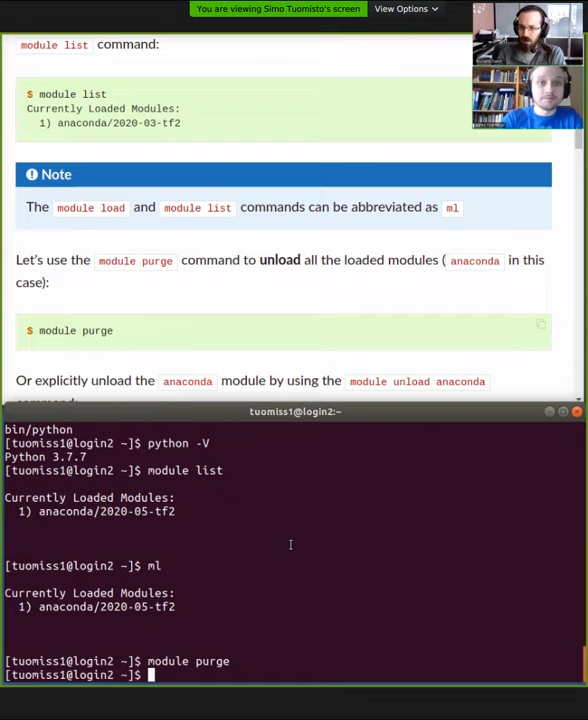 You are viewing Simo Tuomisto's screen
View Options
module list command:
$ module list
Currently Loaded Modules:
1) anaconda/2020-03-tf2
Note
The module load and module list commands can be abbreviated as ml
Let's use the module purge command to unload all the loaded modules ( anaconda in this
case):
$ module purge
Or explicitly unload the anaconda module by using the module unload anaconda
command:
tuomiss1@login2:~
bin/python
[tuomiss1@login2 ~]$ python -V
Python 3.7.7
[tuomiss1@login2 ~]$ module list
Currently Loaded Modules:
1) anaconda/2020-05-tf2
[tuomiss1@login2 ~]$ ml
Currently Loaded Modules:
1) anaconda/2020-05-tf2
[tuomiss1@login2 ~]$ module purge
[tuomiss1@login2 ~]$